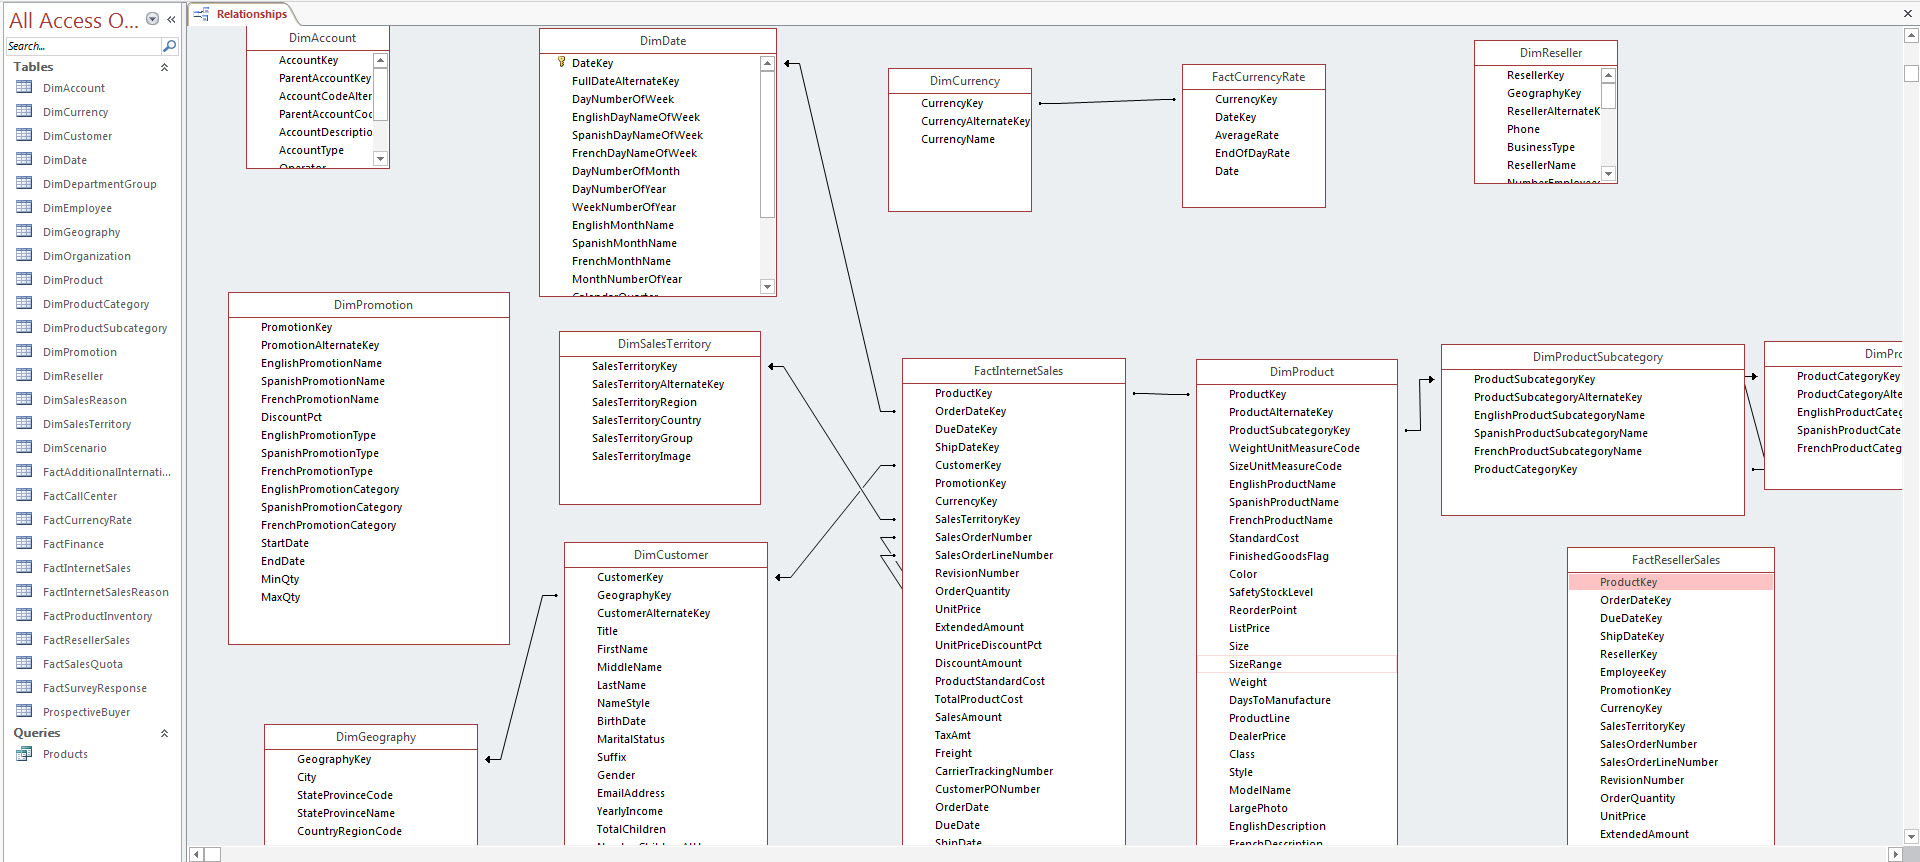 All Access O...
Search...
Tables
DimAccount
DimCurrency
DimCustomer
DimDate
DimDepartmentGroup
DimEmployee
DimGeography
DimOrganization
DimProduct
DimProductCategory
DimProductSubcategory
DimPromotion
DimReseller
DimSalesReason
DimSalesTerritory
DimScenario
FactAdditionalInternati...
FactCallCenter
FactCurrencyRate
FactFinance
FactInternetSales
FactInternetSalesReason
FactProductInventory
FactResellerSales
FactSalesQuota
FactSurveyResponse
ProspectiveBuyer
Queries
Products
Relationships
DimAccount
AccountKey
ParentAccountKey
AccountCodeAlter
ParentAccountCoc
AccountDescriptio
AccountType
Operator
DimDate
DateKey
FullDateAlternateKey
DayNumberOfWeek
EnglishDayNameOfWeek
SpanishDayNameOfWeek
FrenchDayNameOfWeek
DayNumberOfMonth
DayNumberOfYear
WeekNumberOfYear
EnglishMonthName
SpanishMonthName
FrenchMonthName
MonthNumberOfYear
CalendarQuarter
DimCurrency
CurrencyKey
CurrencyAlternateKey
CurrencyName
FactCurrencyRate
CurrencyKey
DateKey
AverageRate
EndOfDayRate
Date
DimReseller
ResellerKey
GeographyKey
ResellerAlternateK
Phone
BusinessType
ResellerName
NumberEmployee
DimPromotion
PromotionKey
PromotionAlternateKey
EnglishPromotionName
SpanishPromotionName
FrenchPromotionName
DiscountPct
EnglishPromotionType
SpanishPromotionType
FrenchPromotionType
EnglishPromotionCategory
SpanishPromotionCategory
FrenchPromotionCategory
StartDate
EndDate
MinQty
MaxQty
DimSalesTerritory
SalesTerritoryKey
SalesTerritoryAlternateKey
SalesTerritoryRegion
SalesTerritoryCountry
SalesTerritoryGroup
SalesTerritoryImage
DimCustomer
CustomerKey
GeographyKey
CustomerAlternateKey
Title
FirstName
MiddleName
LastName
NameStyle
BirthDate
MaritalStatus
Suffix
Gender
EmailAddress
YearlyIncome
TotalChildren
DimGeography
GeographyKey
City
StateProvinceCode
StateProvinceName
CountryRegionCode
FactInternetSales
ProductKey
OrderDateKey
DueDateKey
ShipDateKey
CustomerKey
PromotionKey
CurrencyKey
SalesTerritoryKey
SalesOrderNumber
SalesOrderLineNumber
RevisionNumber
OrderQuantity
UnitPrice
ExtendedAmount
UnitPriceDiscountPct
DiscountAmount
ProductStandardCost
TotalProductCost
SalesAmount
TaxAmt
Freight
CarrierTrackingNumber
CustomerPONumber
OrderDate
DueDate
ShipDate
DimProduct
ProductKey
ProductAlternateKey
ProductSubcategoryKey
WeightUnitMeasureCode
SizeUnitMeasureCode
EnglishProductName
SpanishProductName
FrenchProductName
StandardCost
FinishedGoodsFlag
Color
SafetyStockLevel
ReorderPoint
ListPrice
Size
SizeRange
Weight
DaysToManufacture
ProductLine
DealerPrice
Class
Style
ModelName
LargePhoto
EnglishDescription
FrenchDescription
DimProductSubcategory
ProductSubcategoryKey
ProductSubcategoryAlternateKey
EnglishProductSubcategoryName
SpanishProductSubcategoryName
FrenchProductSubcategoryName
ProductCategoryKey
DimPro
ProductCategoryKey
ProductCategoryAlte
EnglishProductCateg
SpanishProductCate
FrenchProductCateg
FactResellerSales
ProductKey
OrderDateKey
DueDateKey
ShipDateKey
ResellerKey
EmployeeKey
PromotionKey
CurrencyKey
SalesTerritoryKey
SalesOrderNumber
SalesOrderLineNumber
RevisionNumber
OrderQuantity
UnitPrice
ExtendedAmount